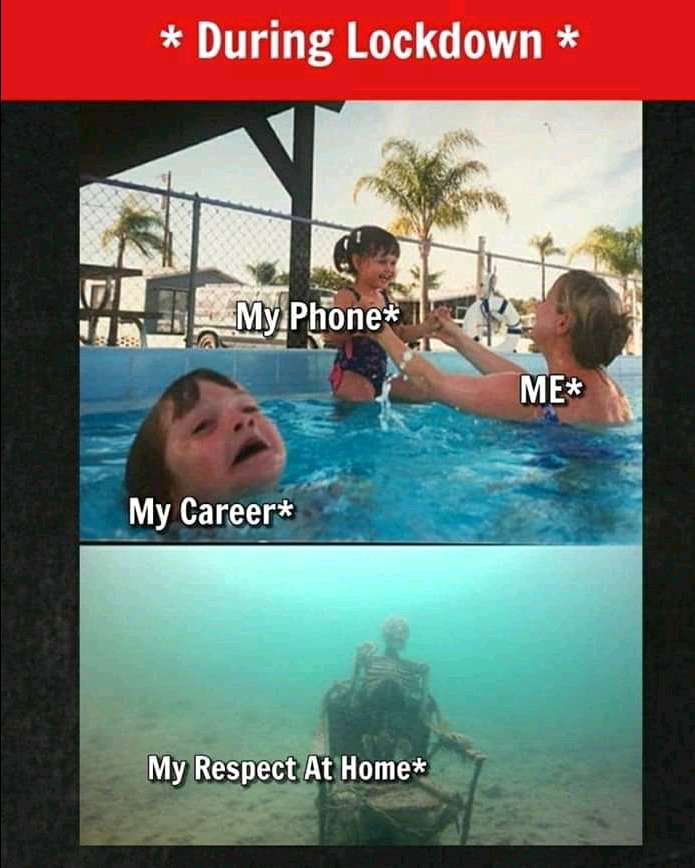 * During Lockdown *
My Phone*
ME*
My Career*
My Respect At Home*